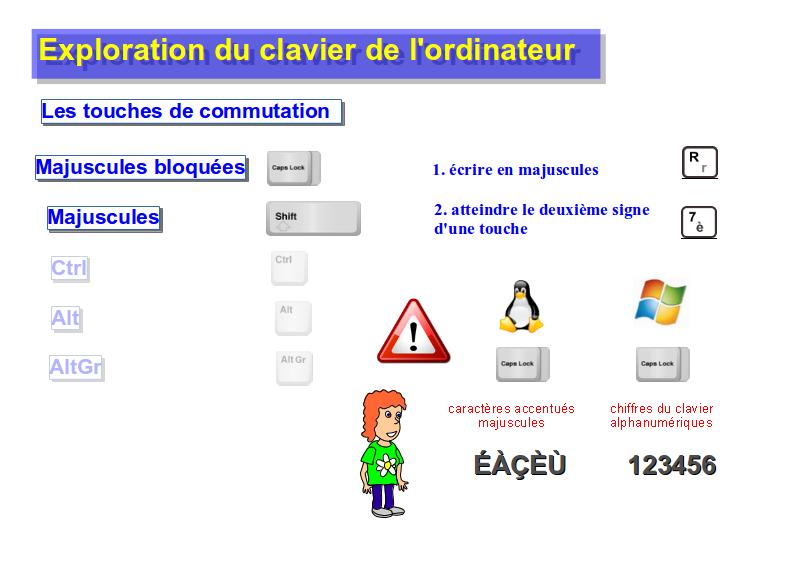 Exploration du clavier de l'ordinateur
Les touches de commutation
Majuscules bloquées
Caps Lock
1. écrire en majuscules
R
r
Majuscules
Shift
2. atteindre le deuxième signe
d'une touche
7
è
Ctrl
Ctrl
Alt
Alt
AltGr
Alt Gr
!
Caps Lock
Caps Lock
caractères accentués
majuscules
chiffres du clavier
alphanumériques
ÉÀÇÈÙ
123456